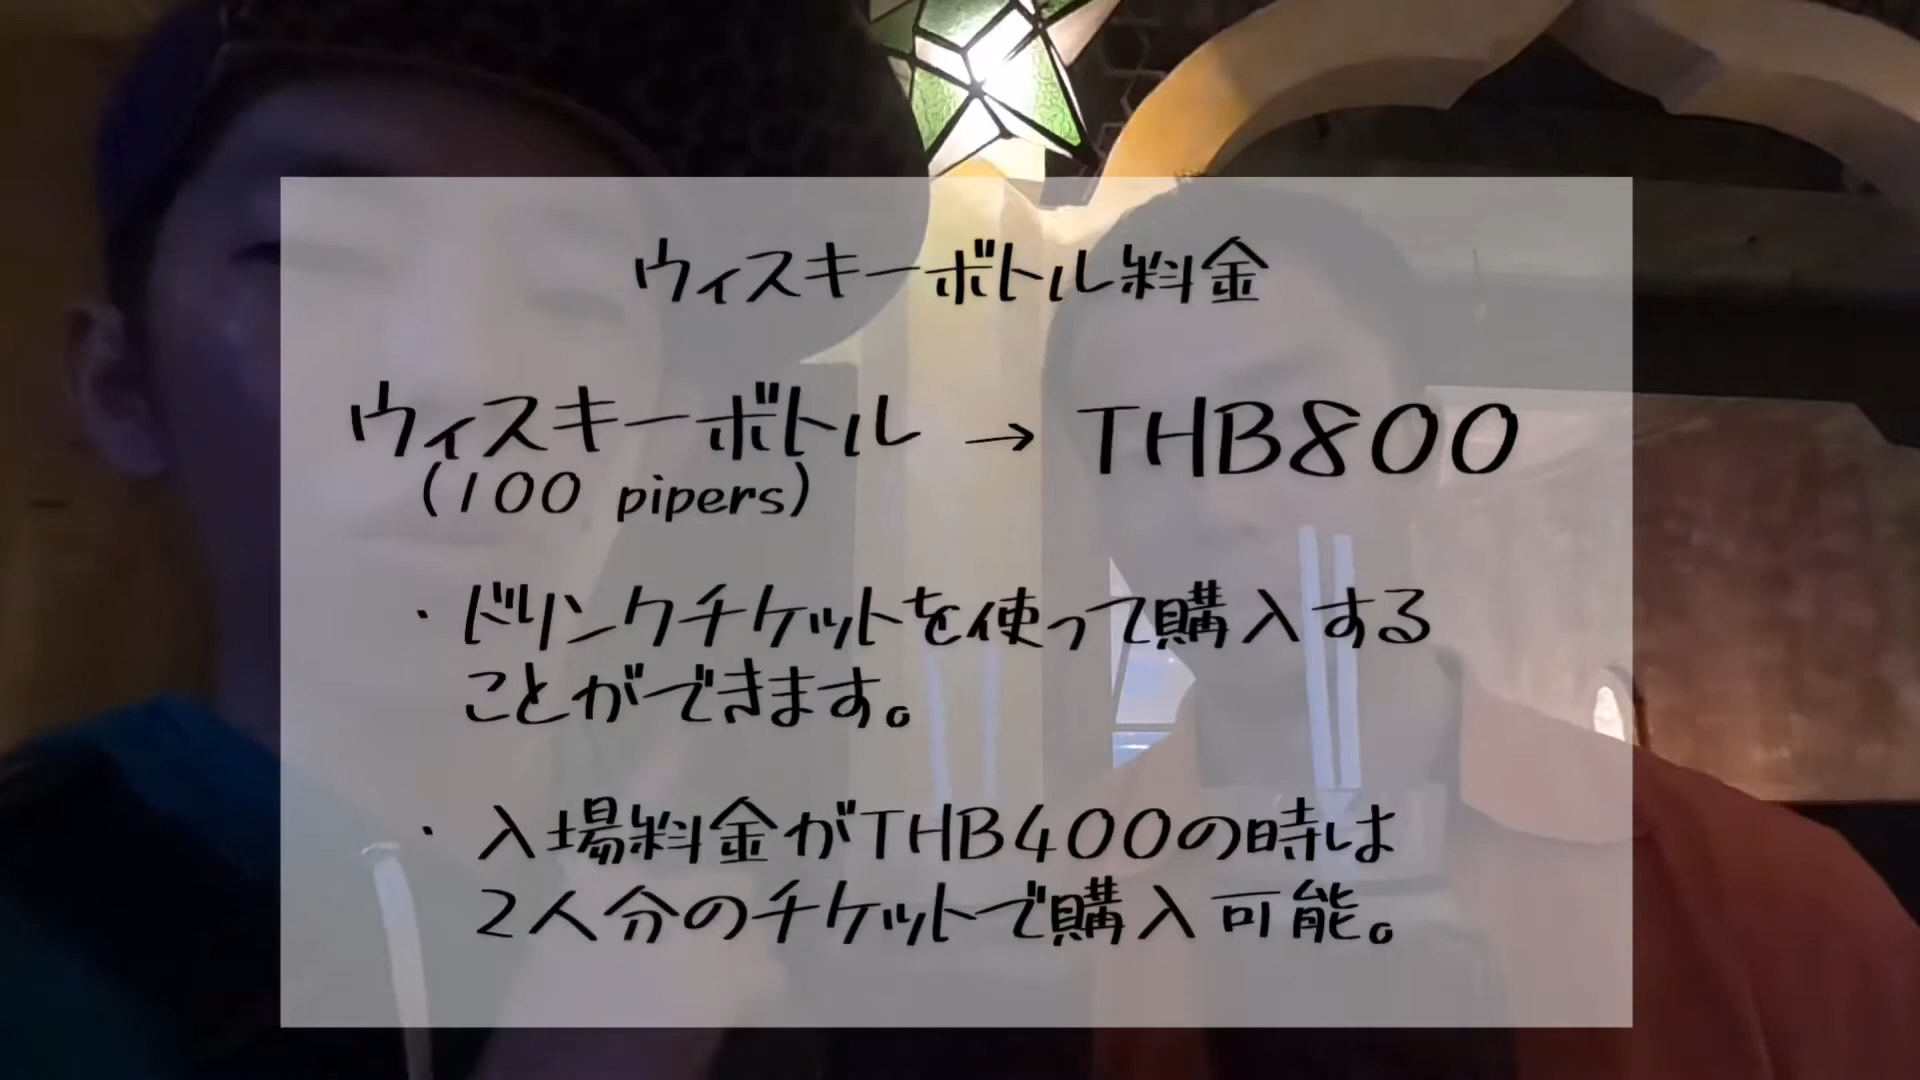 ウィスキーボトル料金
ウィスキーボトル → THB800
(100 pipers)
・ドリンクチケットを使って購入する
ことができます。
・入場料金がTHB400の時は
2人分のチケットで購入可能。